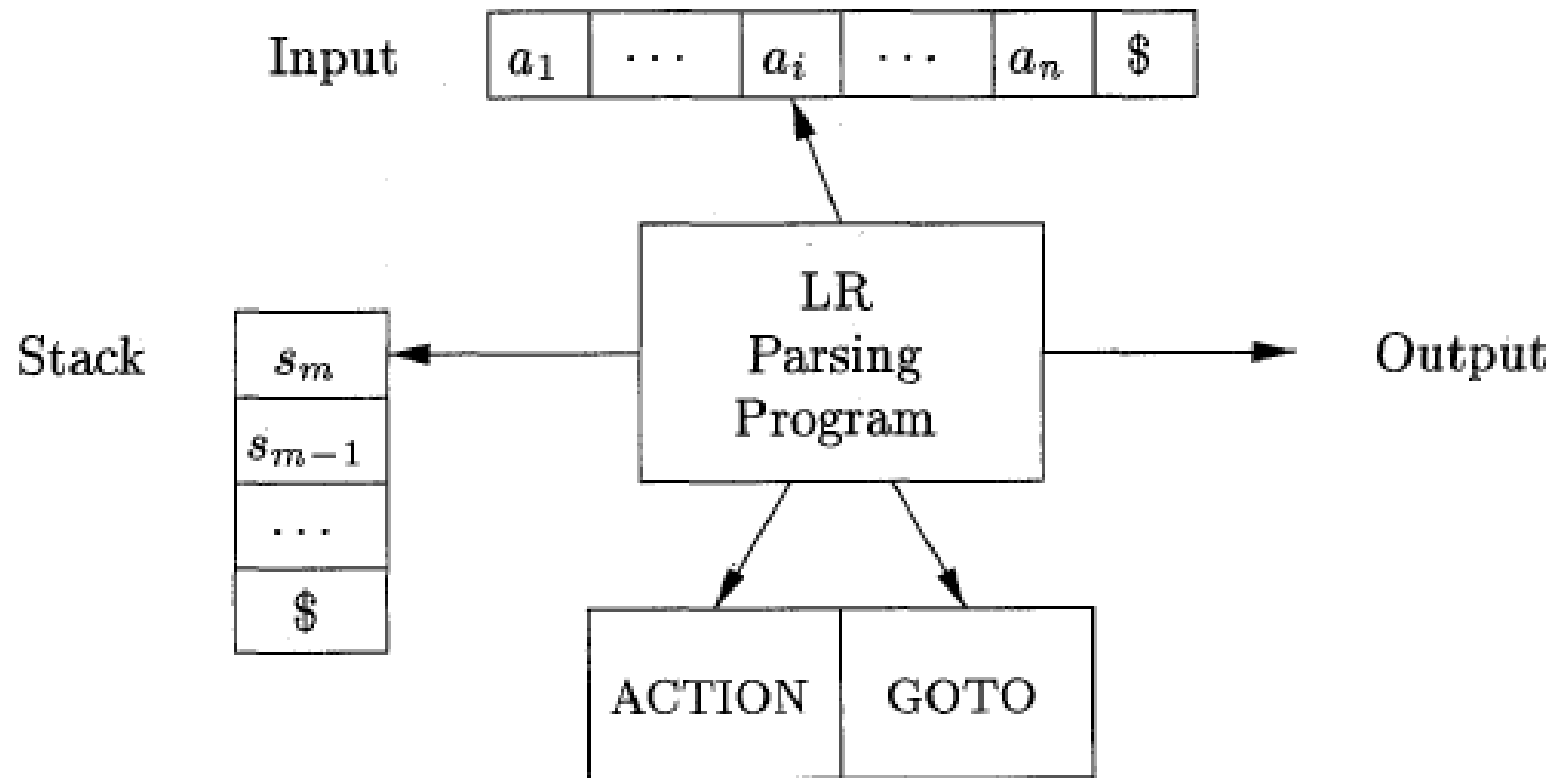 Input a₁ ··· aᵢ ··· aₙ $
LR
Parsing
Program
Stack
sₘ
sₘ₋₁
···
$
Output
ACTION GOTO